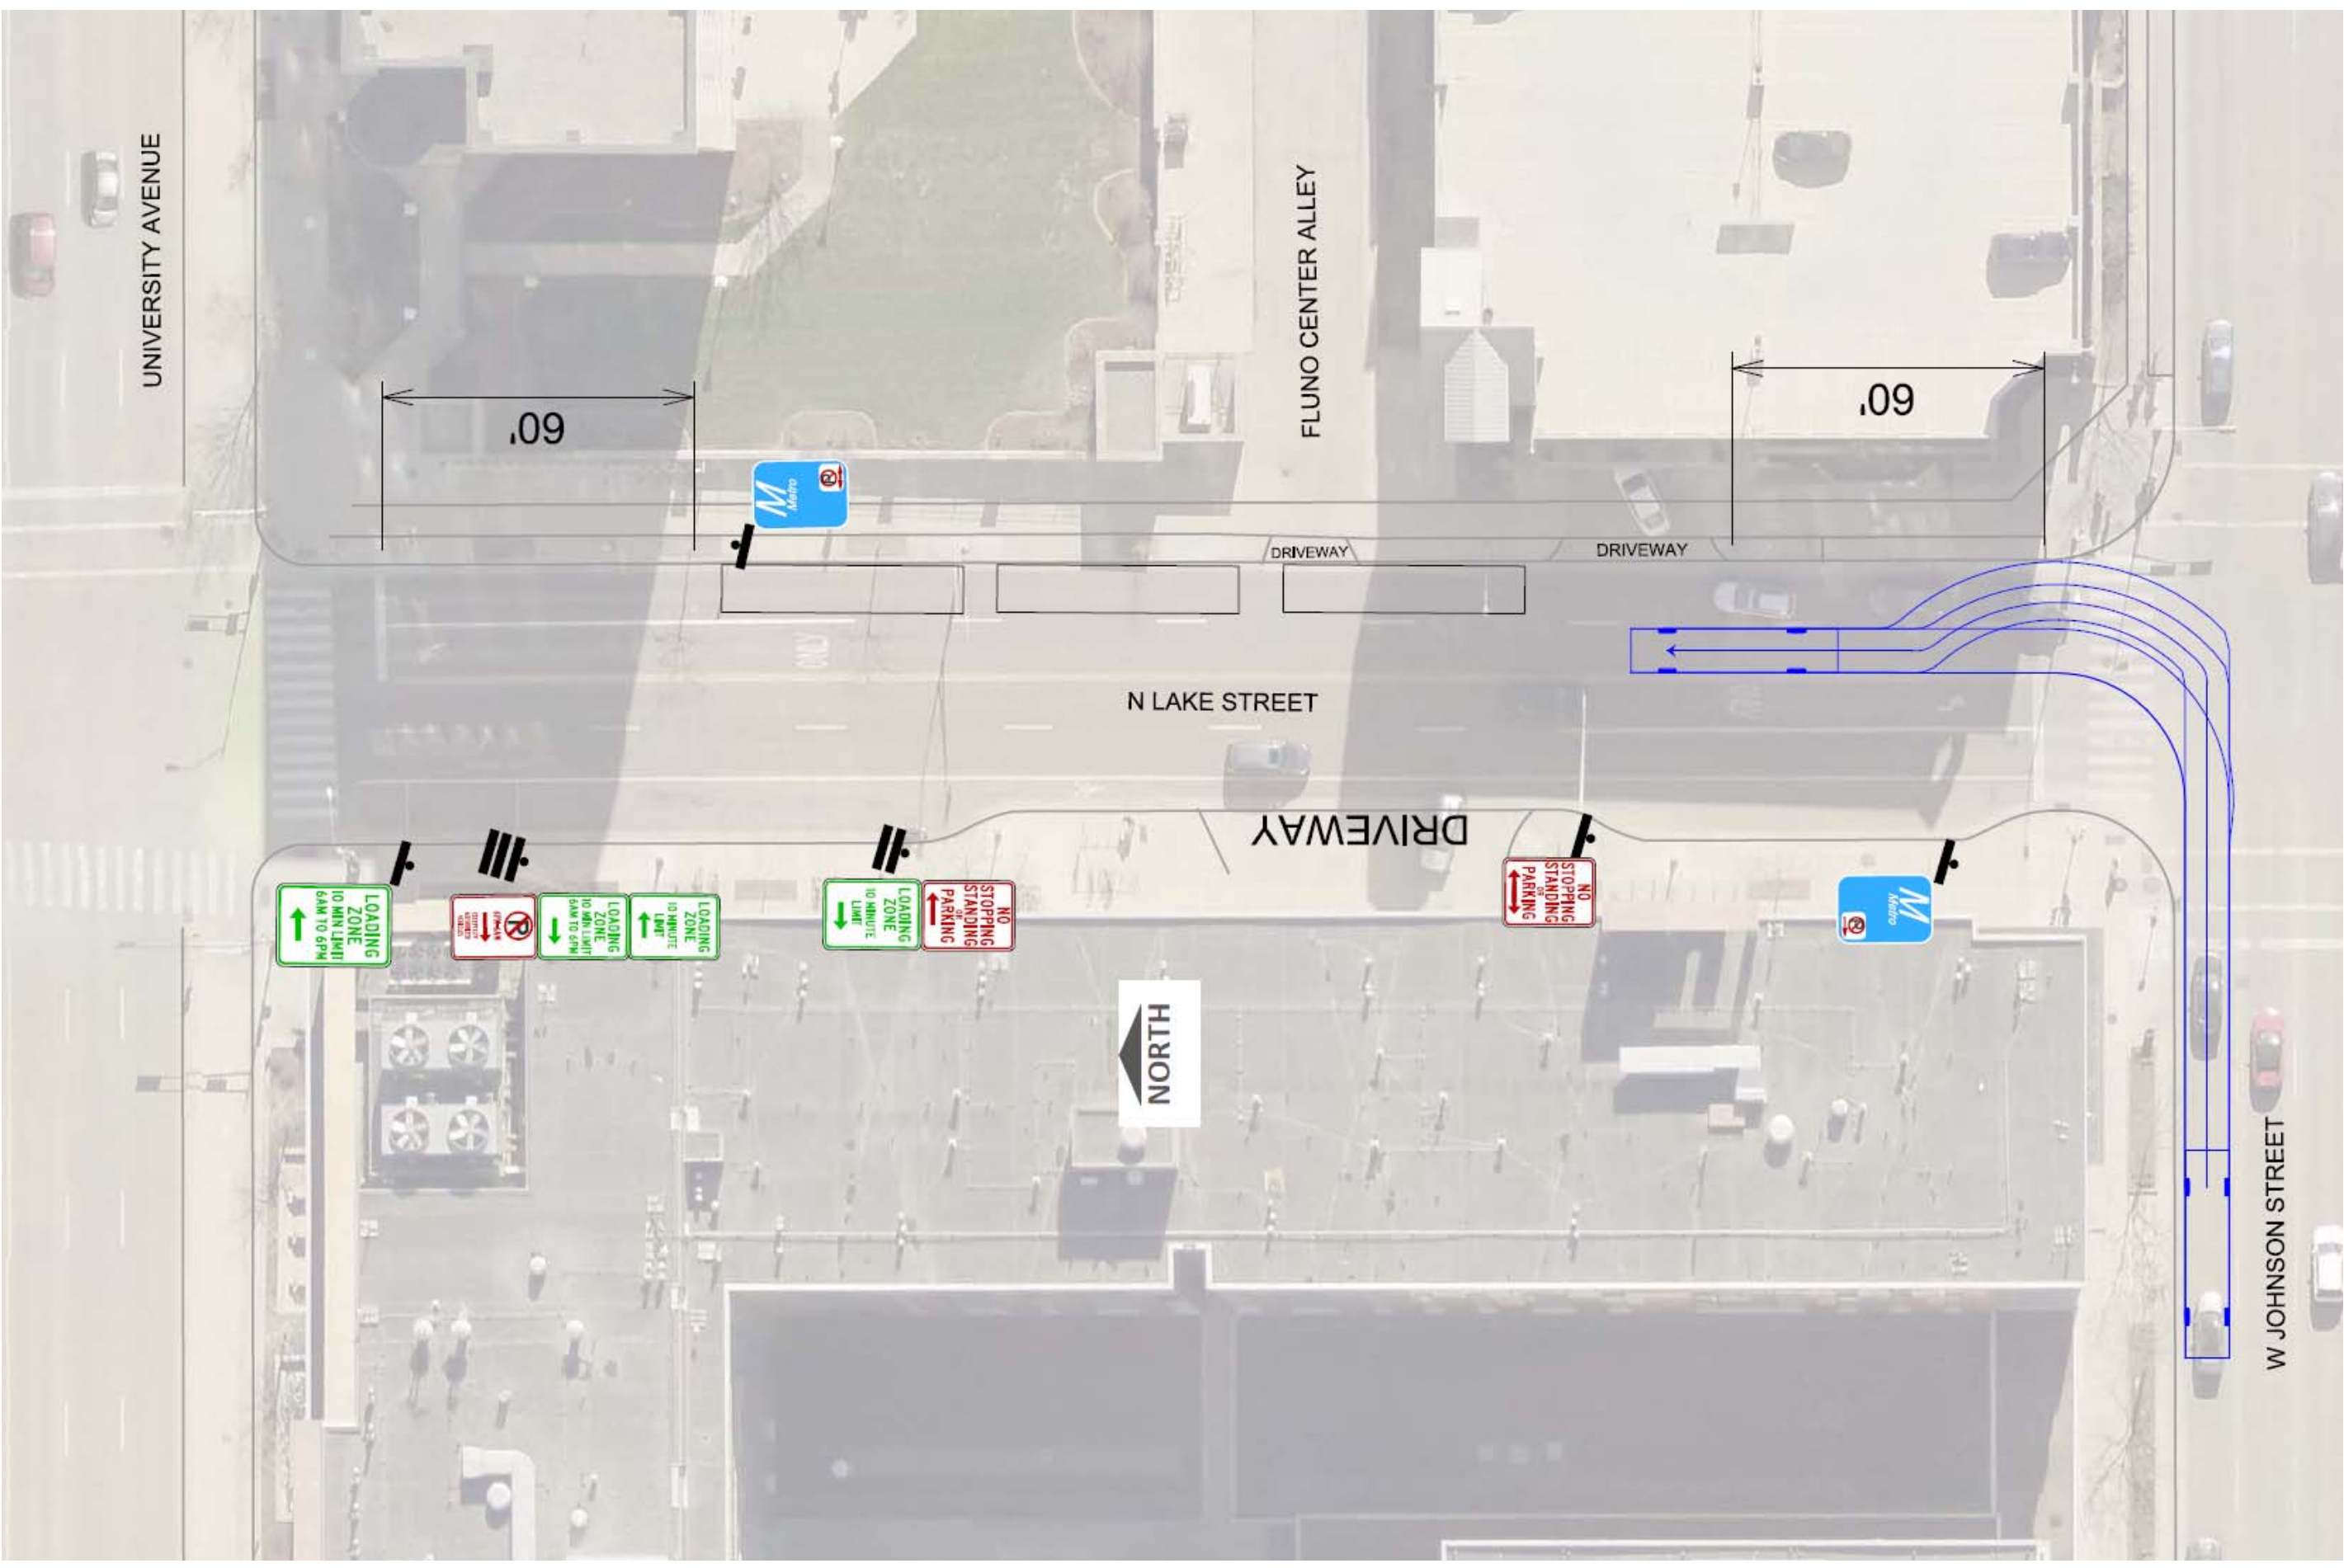 UNIVERSITY AVENUE
60'
M
Metro
FLUNO CENTER ALLEY
60'
DRIVEWAY
DRIVEWAY
ONLY
N LAKE STREET
DRIVEWAY
LOADING
ZONE
10 MIN LIMIT
6AM TO 6PM
P
LOADING
ZONE
10 MIN LIMIT
6AM TO 6PM
LOADING
ZONE
10 MINUTE
LIMIT
LOADING
ZONE
10 MINUTE
LIMIT
NO
STOPPING
STANDING
OR
PARKING
NO
STOPPING
STANDING
OR
PARKING
M
Metro
NORTH
W JOHNSON STREET